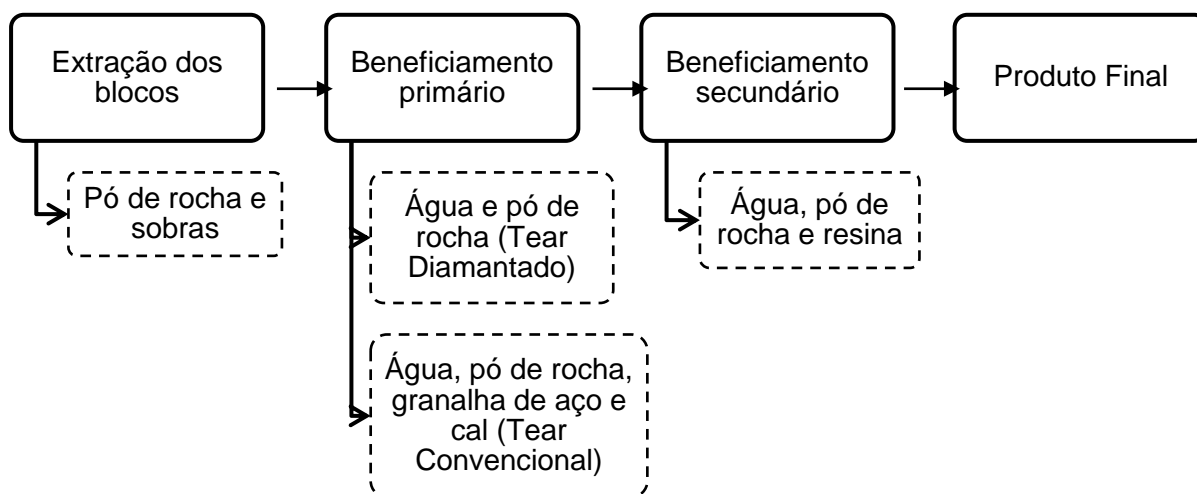 Extração dos
blocos
Beneficiamento
primário
Beneficiamento
secundário
Produto Final
Pó de rocha e
sobras
Água e pó de
rocha (Tear
Diamantado)
Água, pó de
rocha e resina
Água, pó de rocha,
granalha de aço e
cal (Tear
Convencional)